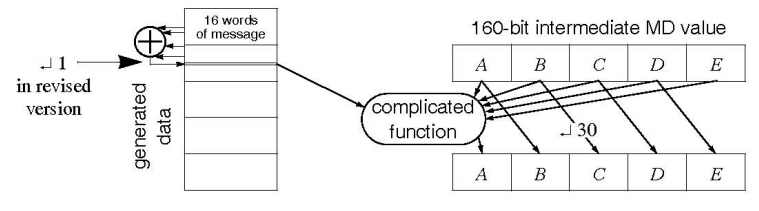 16 words
of message
160-bit intermediate MD value
⊕
↲ 1
in revised
version
generated
data
A B C D E
complicated
function
↲ 30
A B C D E